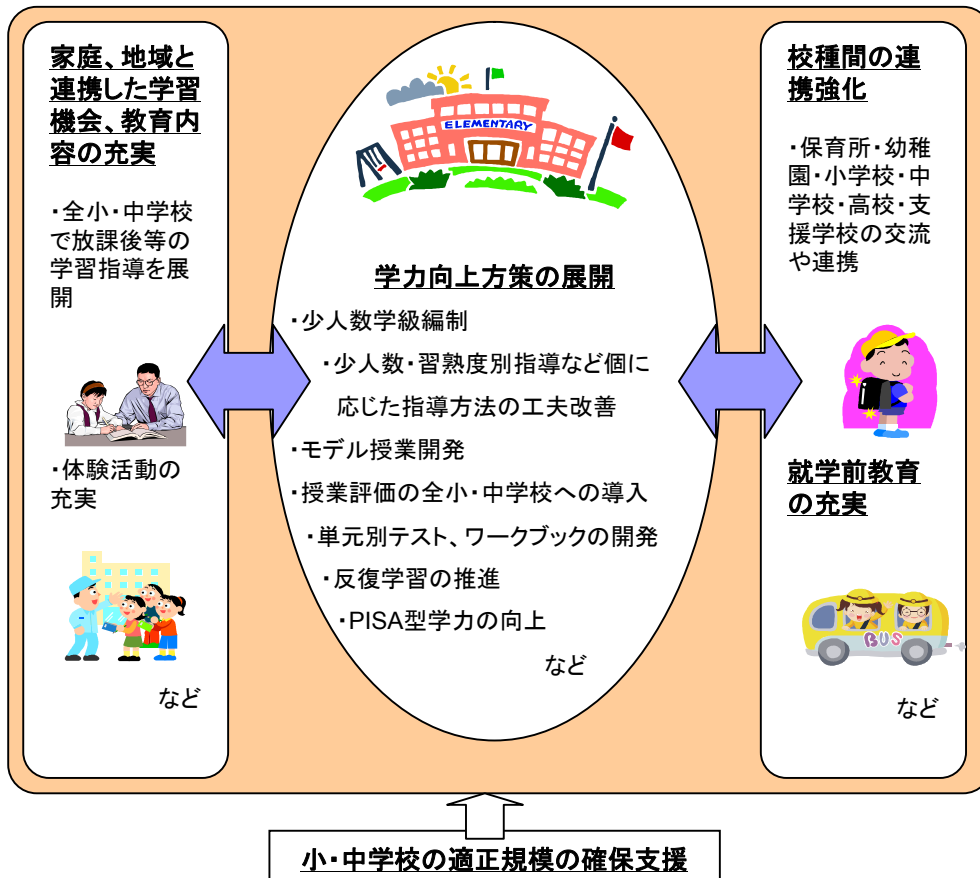 家庭、地域と
連携した学習
機会、教育内
容の充実
・全小・中学校
で放課後等の
学習指導を展
開
・体験活動の
充実
など
ELEMENTARY
学力向上方策の展開
・少人数学級編制
・少人数・習熟度別指導など個に
応じた指導方法の工夫改善
・モデル授業開発
・授業評価の全小・中学校への導入
・単元別テスト、ワークブックの開発
・反復学習の推進
・PISA型学力の向上
など
校種間の連
携強化
・保育所・幼稚
園・小学校・中
学校・高校・支
援学校の交流
や連携
就学前教育
の充実
BUS
など
小・中学校の適正規模の確保支援